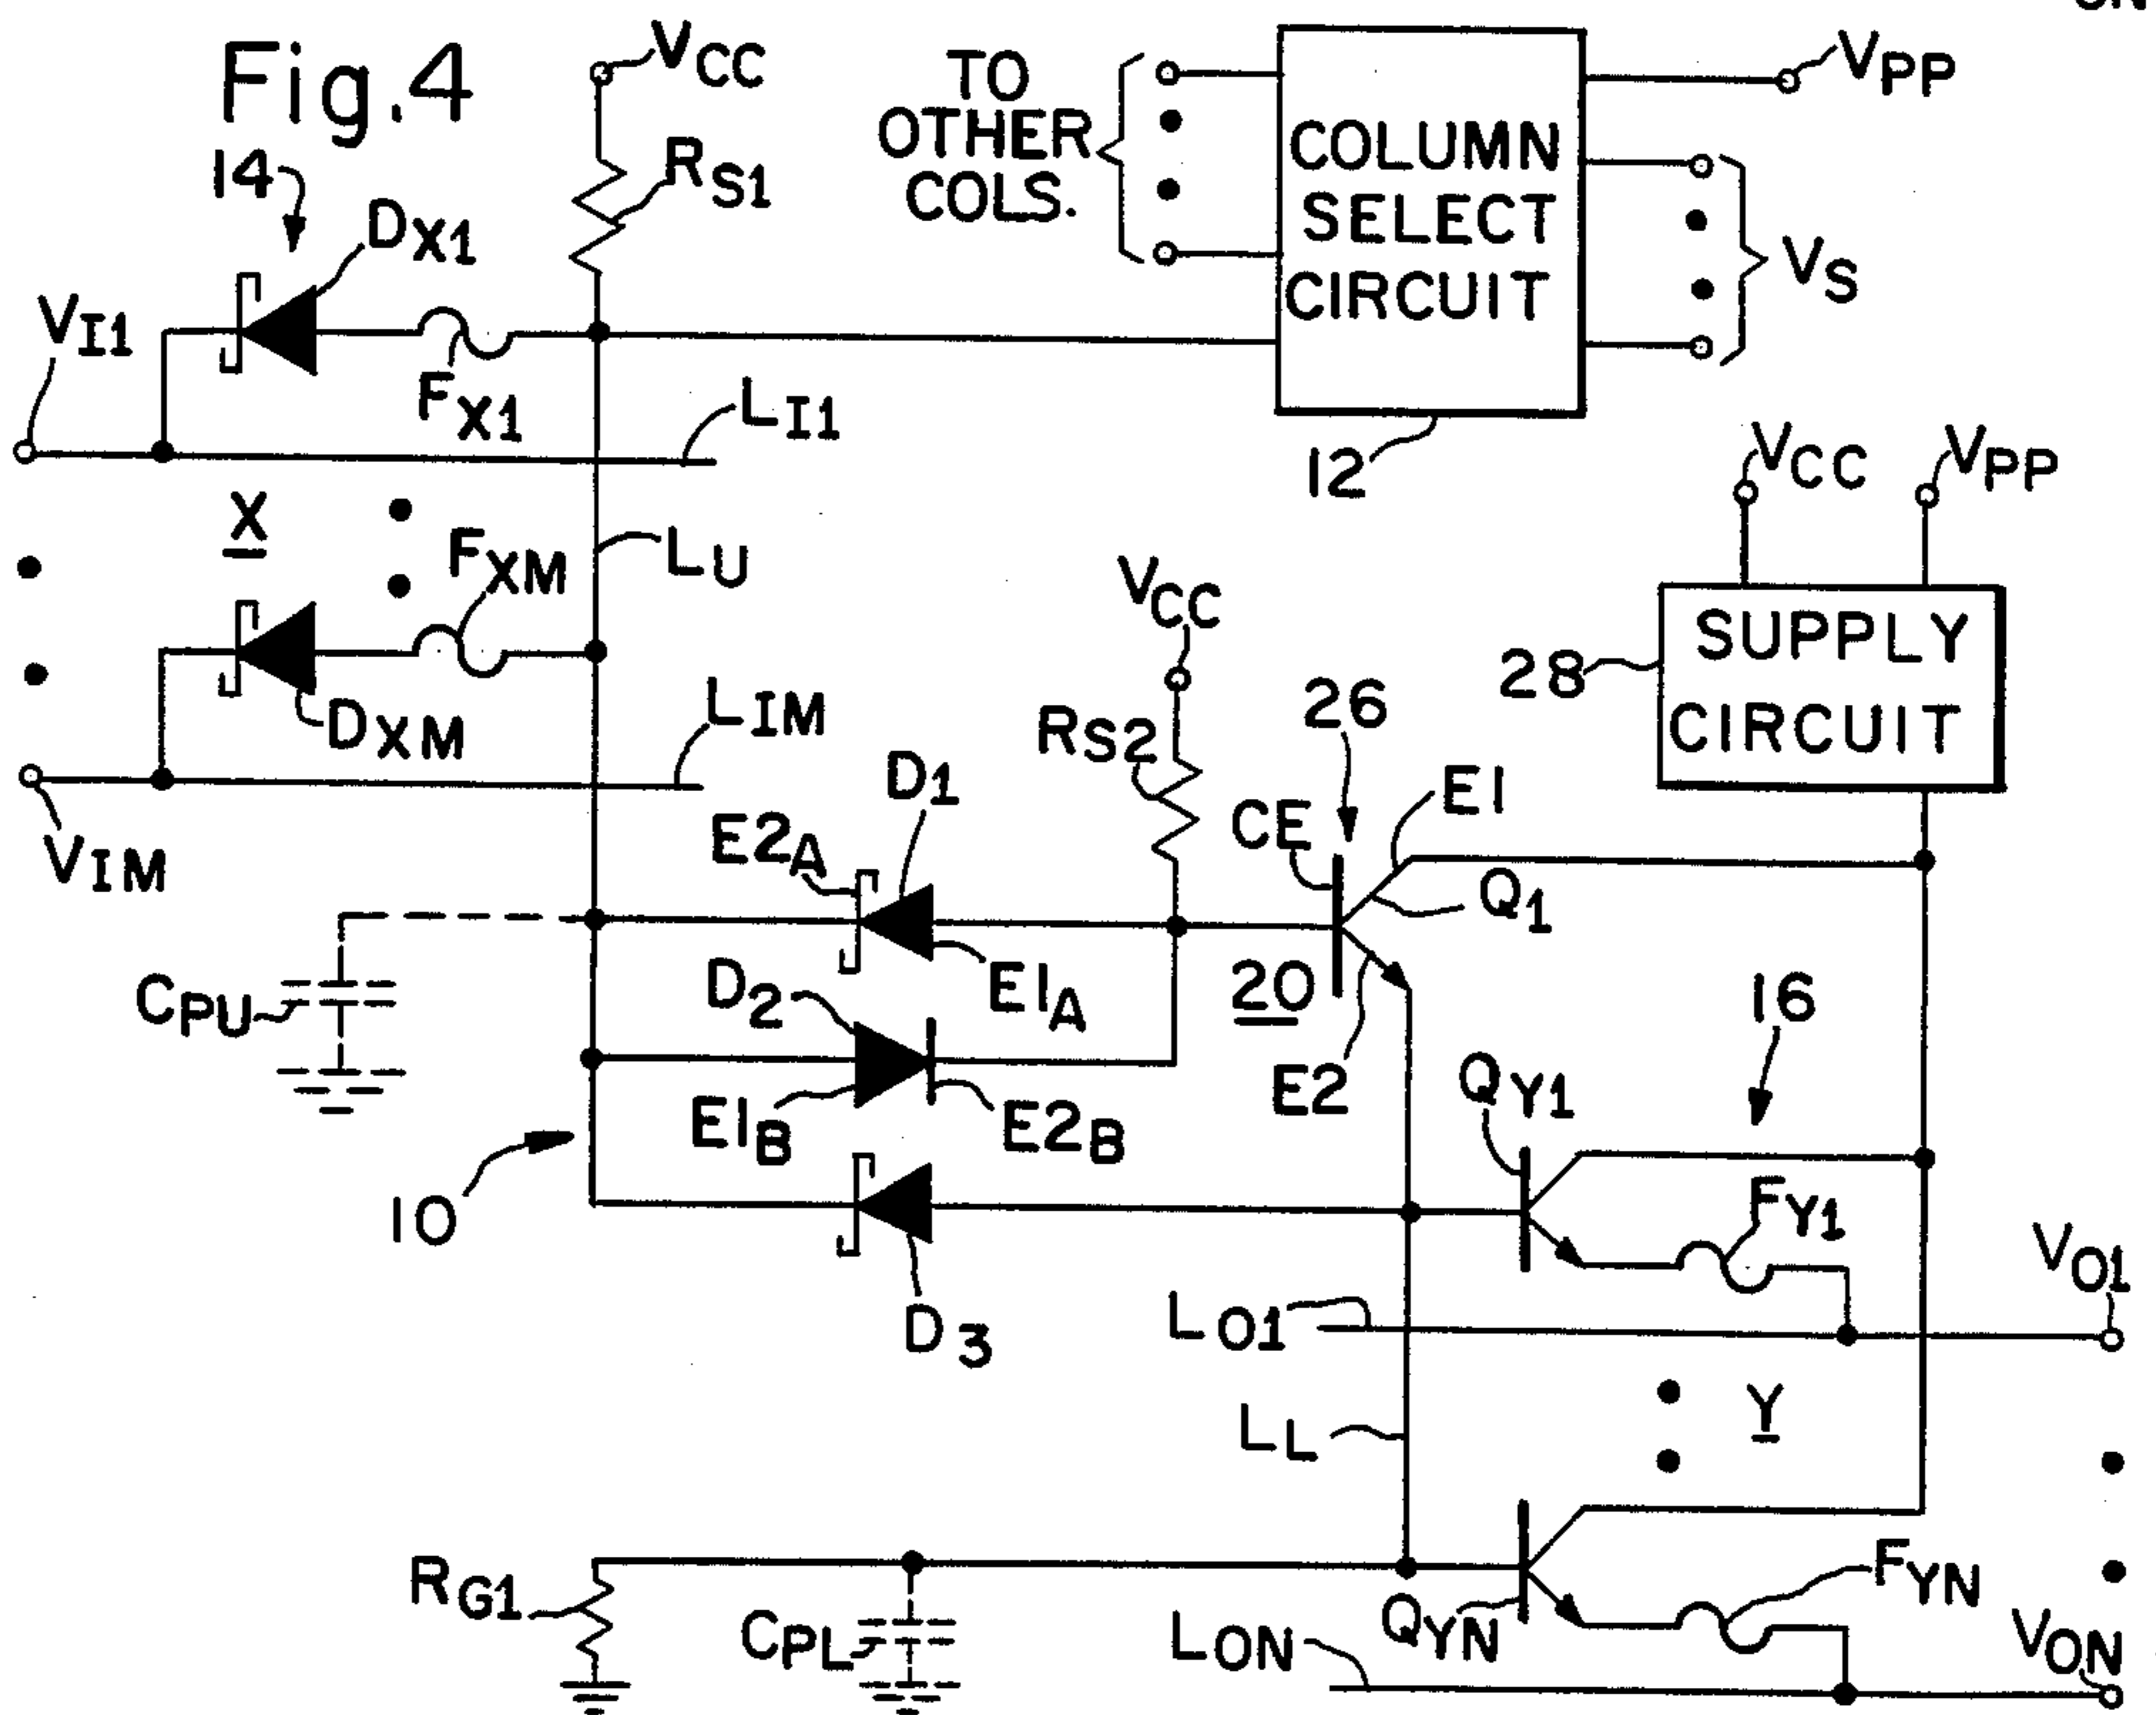 Fig.4
VCC
TO
OTHER
COLS.
COLUMN
SELECT
CIRCUIT
VPP
VS
12
14
DX1
RS1
VI1
FX1
LI1
X
FXM
LU
DXM
LIM
VIM
VCC
RS2
26
VCC
VPP
28
SUPPLY
CIRCUIT
D1
E2A
CE
E1
Q1
E1A
20
CPU
D2
E2
E1B
E2B
16
QY1
FY1
10
D3
LO1
VO1
LL
Y
RG1
CPL
QYN
FYN
LON
VON